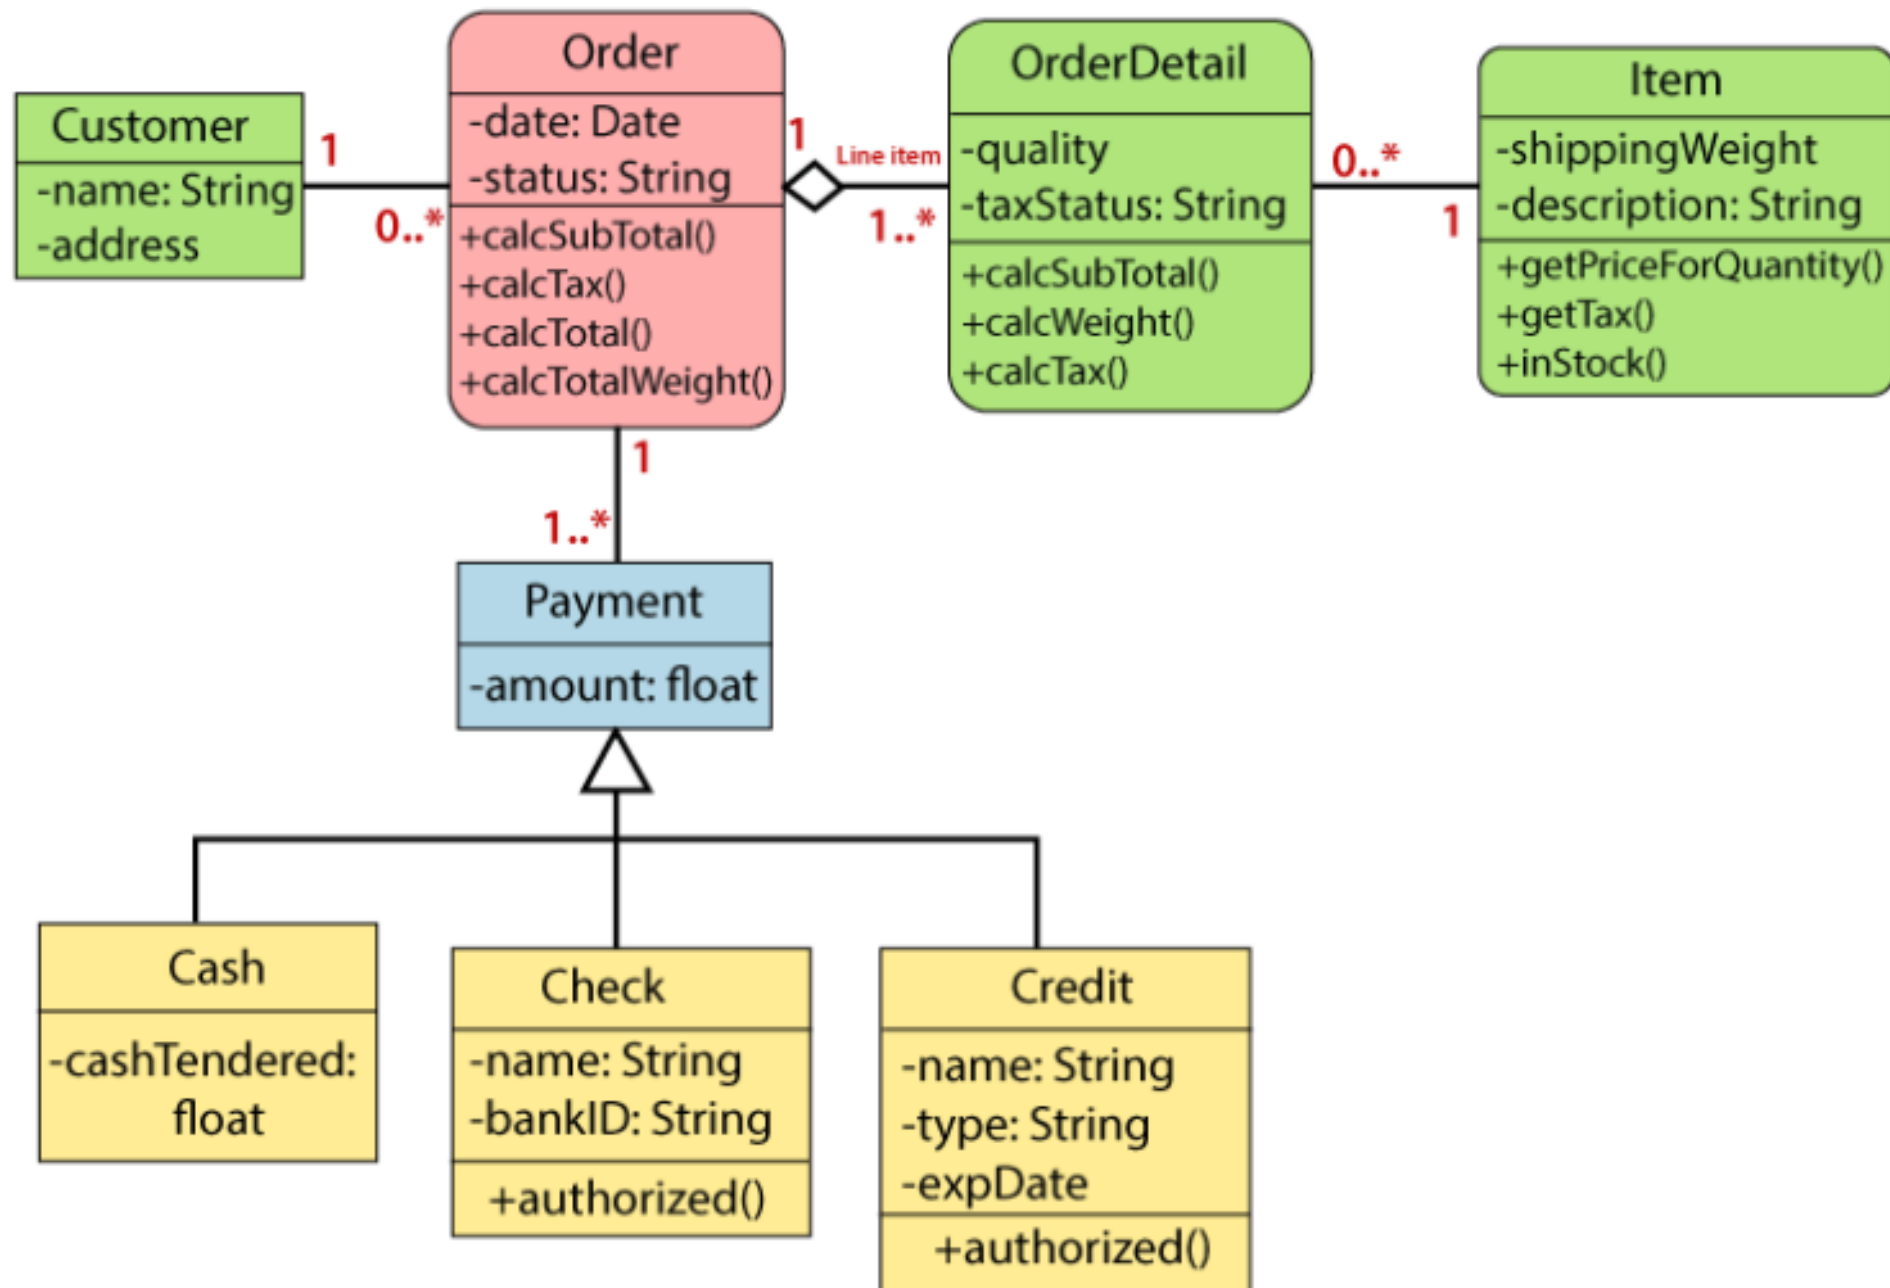 Customer
-name: String
-address
1
0..*
Order
-date: Date
-status: String
+calcSubTotal()
+calcTax()
+calcTotal()
+calcTotalWeight()
1
Line item
1..*
OrderDetail
-quality
-taxStatus: String
+calcSubTotal()
+calcWeight()
+calcTax()
0..*
1
Item
-shippingWeight
-description: String
+getPriceForQuantity()
+getTax()
+inStock()
1
1..*
Payment
-amount: float
Cash
-cashTendered:
float
Check
-name: String
-bankID: String
+authorized()
Credit
-name: String
-type: String
-expDate
+authorized()